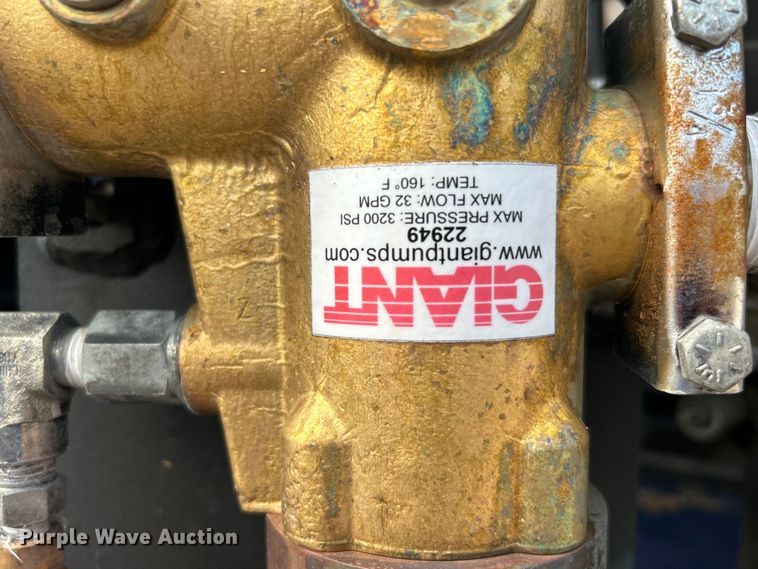 GIANT
www.giantpumps.com
22949
MAX PRESSURE: 3200 PSI
MAX FLOW: 32 GPM
TEMP: 160° F
Z
Purple Wave Auction